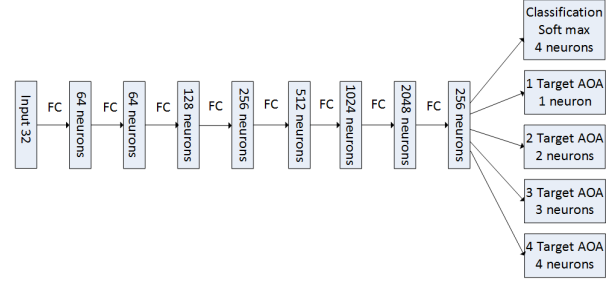 Input 32
FC
64 neurons
FC
64 neurons
FC
128 neurons
FC
256 neurons
FC
512 neurons
FC
1024 neurons
FC
2048 neurons
FC
256 neurons
Classification
Soft max
4 neurons
1 Target AOA
1 neuron
2 Target AOA
2 neurons
3 Target AOA
3 neurons
4 Target AOA
4 neurons